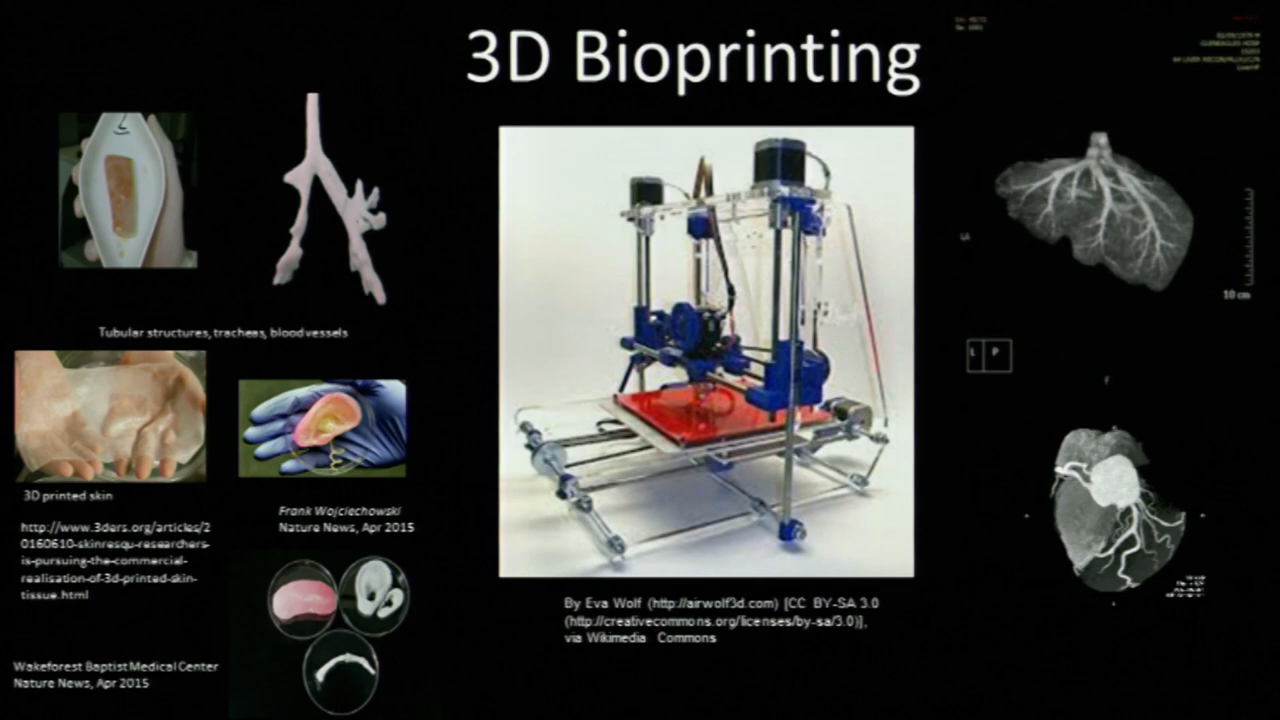 3D Bioprinting
Tubular structures, tracheas, blood vessels
3D printed skin
http://www.3ders.org/articles/2
0160610-skinresqu-researchers-
is-pursuing-the-commercial-
realisation-of-3d-printed-skin-
tissue.html
Frank Wojciechowski
Nature News, Apr 2015
Wakeforest Baptist Medical Center
Nature News, Apr 2015
By Eva Wolf (http://airwolf3d.com) [CC BY-SA 3.0
(http://creativecommons.org/licenses/by-sa/3.0)],
via Wikimedia Commons
LA
10 cm
L P
F